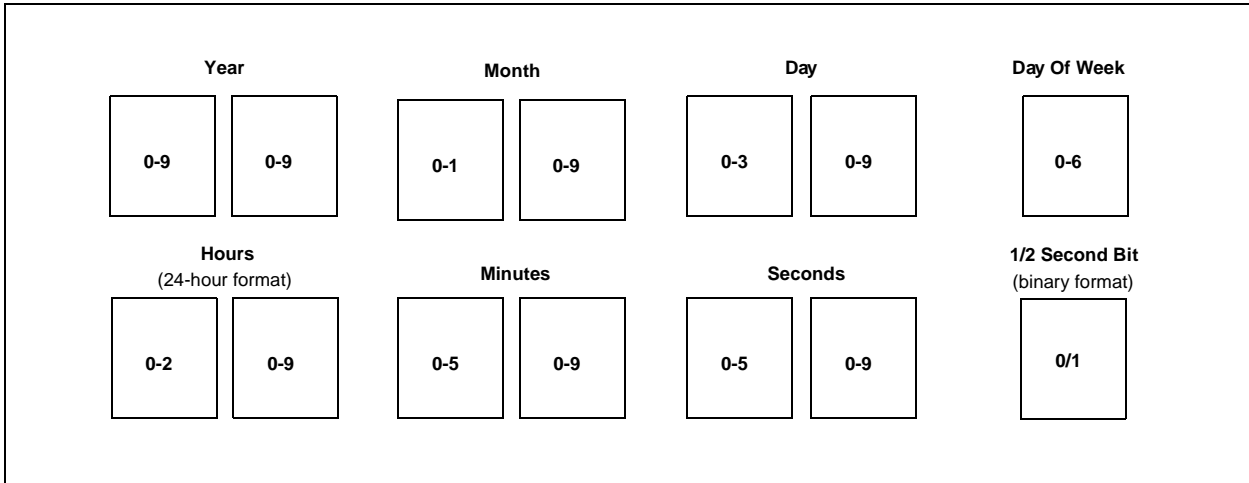 Year
Month
Day
Day Of Week
0-9 0-9
0-1 0-9
0-3 0-9
0-6
Hours
(24-hour format)
Minutes
Seconds
1/2 Second Bit
(binary format)
0-2 0-9
0-5 0-9
0-5 0-9
0/1